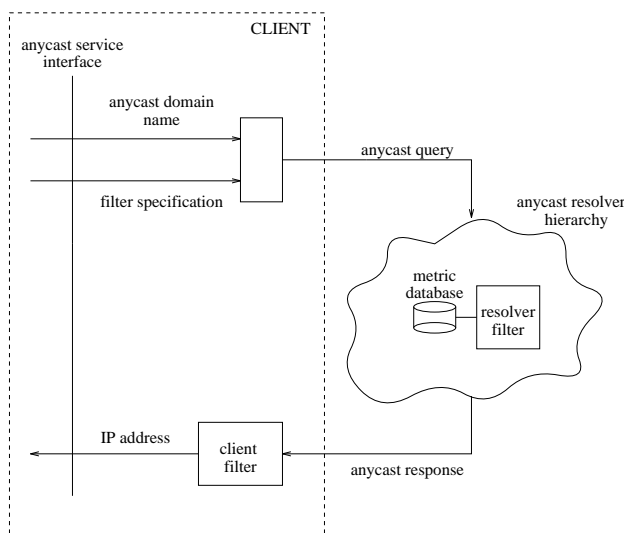 CLIENT
anycast service
interface
anycast domain
name
filter specification
anycast query
anycast resolver
hierarchy
metric
database
resolver
filter
IP address
client
filter
anycast response